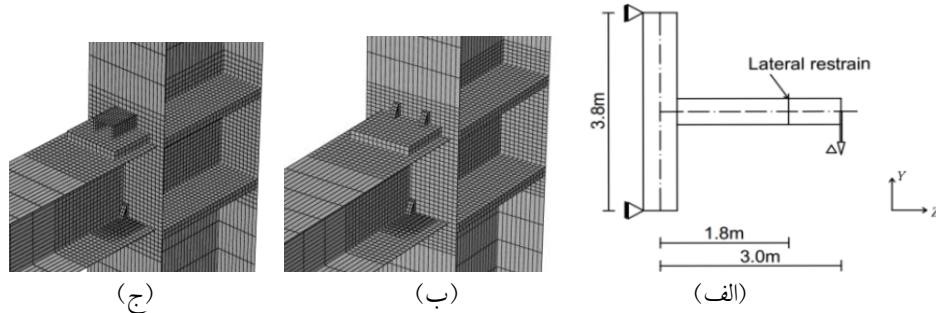 Lateral restrain
3.8m
Δ
Y
Z
1.8m
3.0m
(ج)
(ب)
(الف)